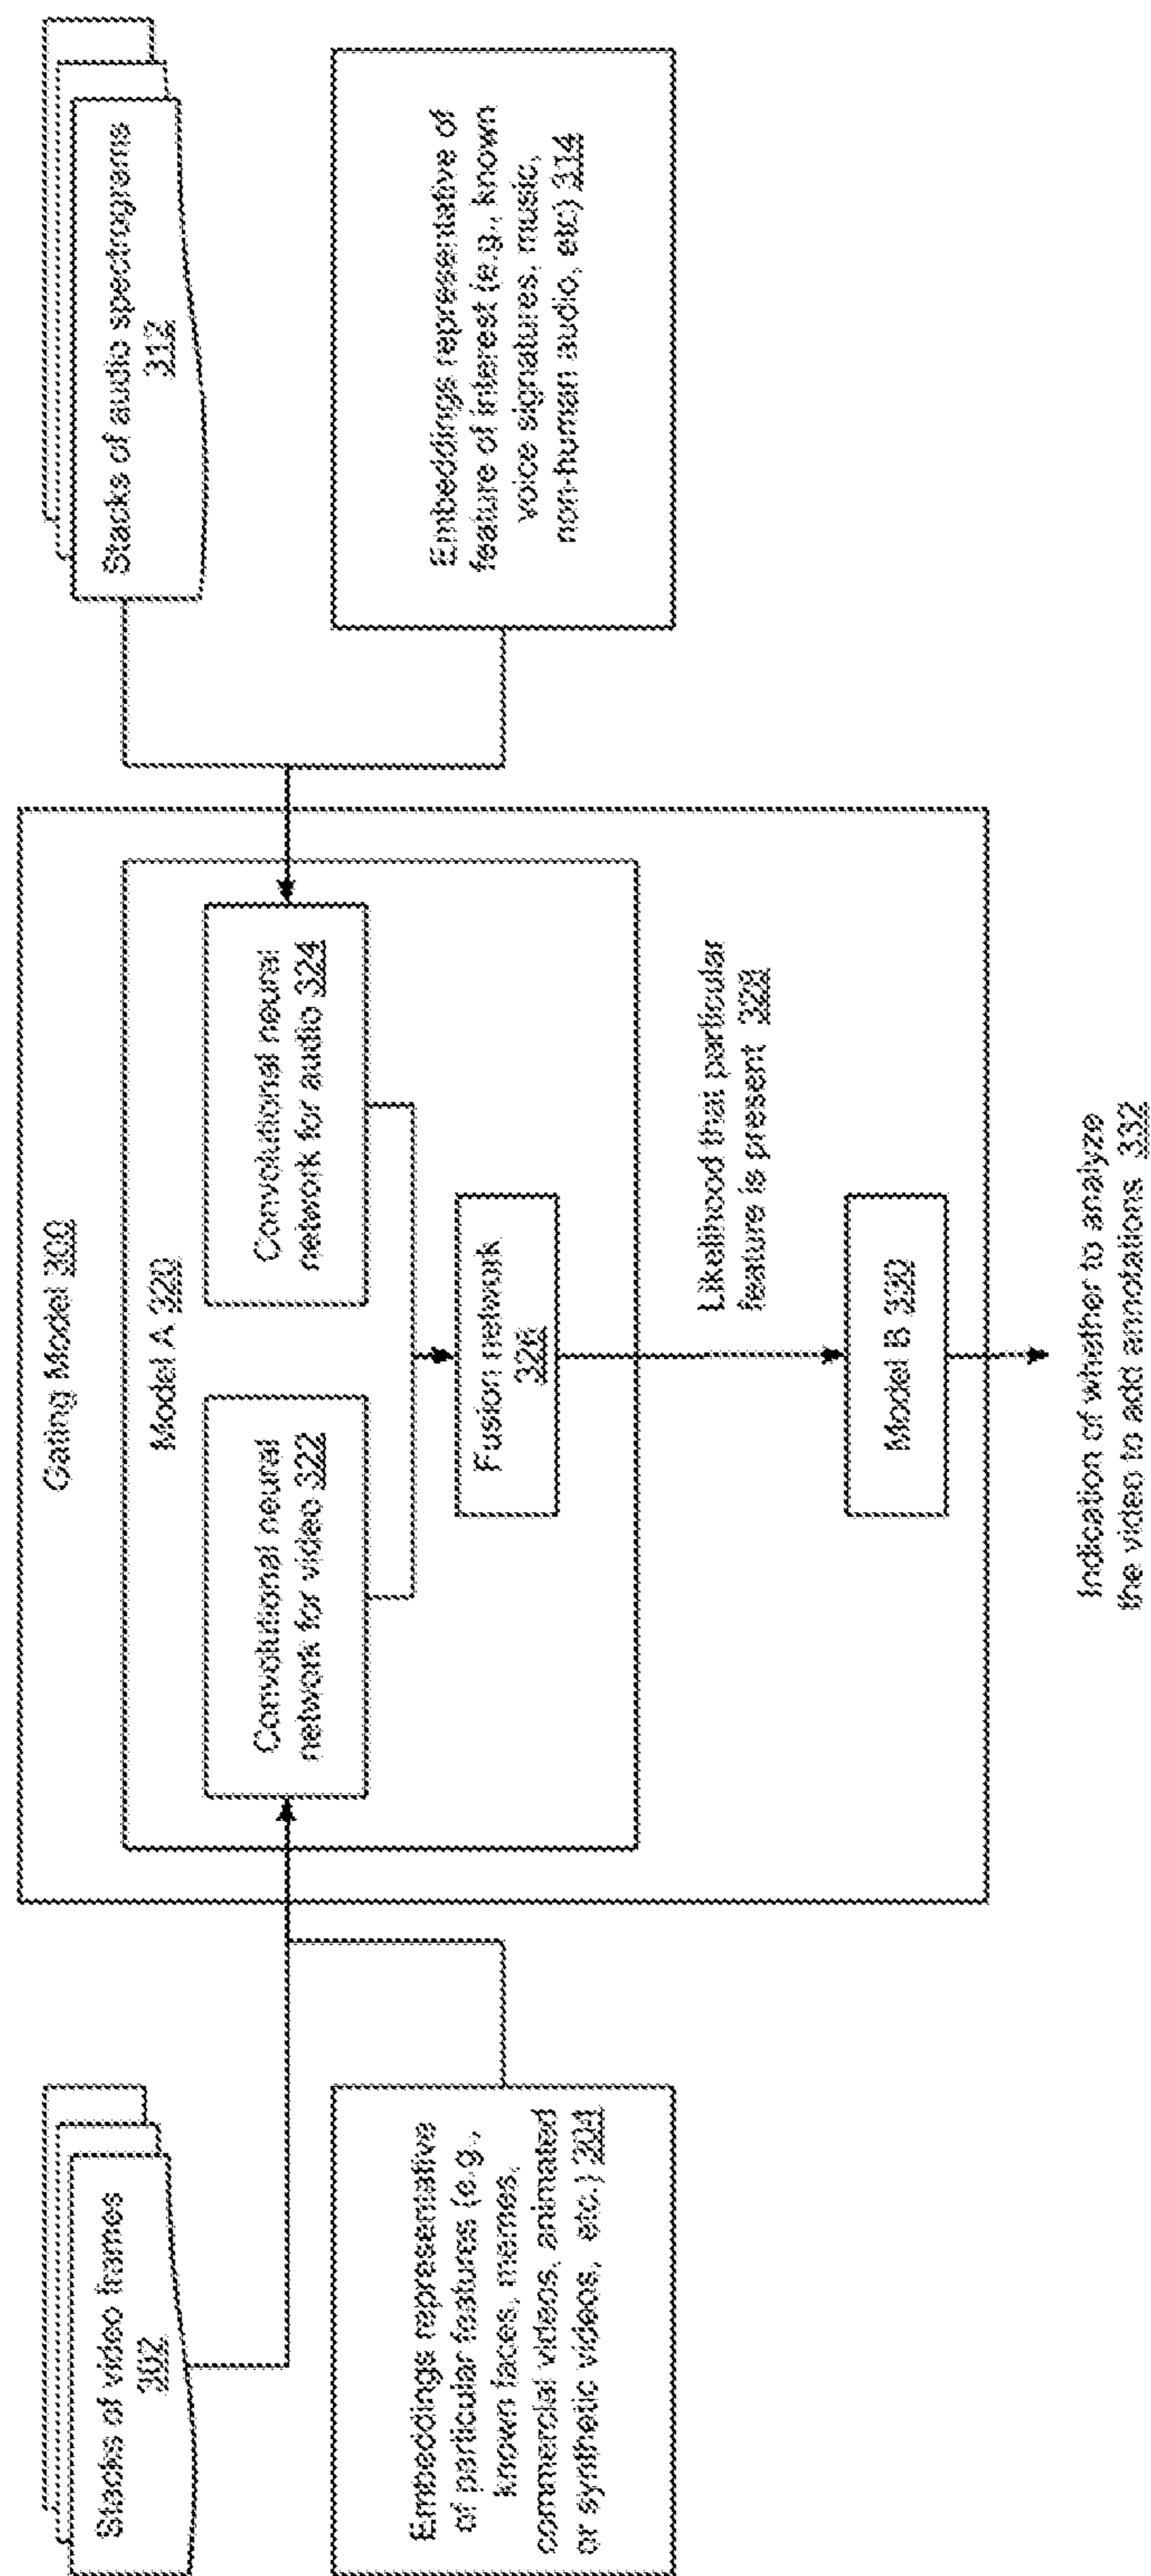 Stacks of video frames
302
Embeddings representative
of particular features (e.g.,
known faces, memes,
commercial videos, animated
or synthetic videos, etc.) 304
Gating Model 300
Model A 320
Convolutional neural
network for video 322
Convolutional neural
network for audio 324
Fusion network
326
Likelihood that particular
feature is present 328
Model B 330
Indication of whether to analyze
the video to add annotations 332
Stacks of audio spectrograms
312
Embeddings representative of
feature of interest (e.g., known
voice signatures, music,
non-human audio, etc) 314